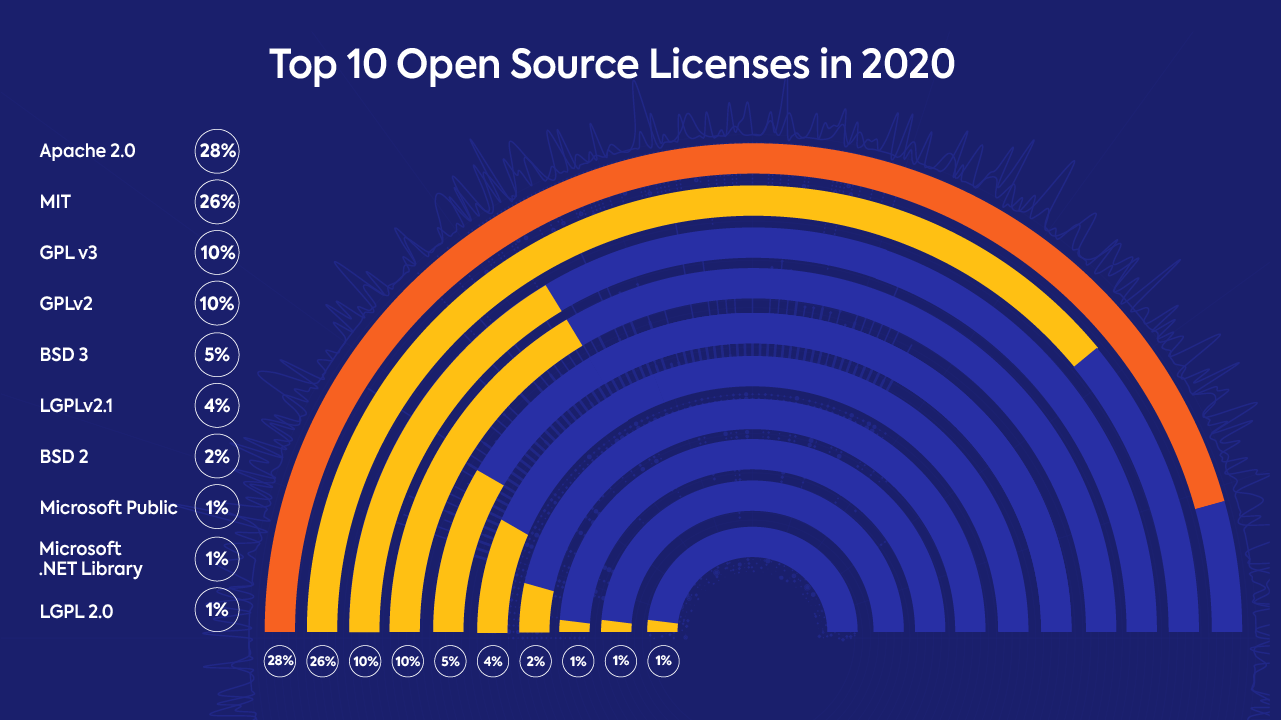 Top 10 Open Source Licenses in 2020
Apache 2.0 28%
MIT 26%
GPL v3 10%
GPLv2 10%
BSD 3 5%
LGPLv2.1 4%
BSD 2 2%
Microsoft Public 1%
Microsoft
.NET Library 1%
LGPL 2.0 1%
28% 26% 10% 10% 5% 4% 2% 1% 1% 1%